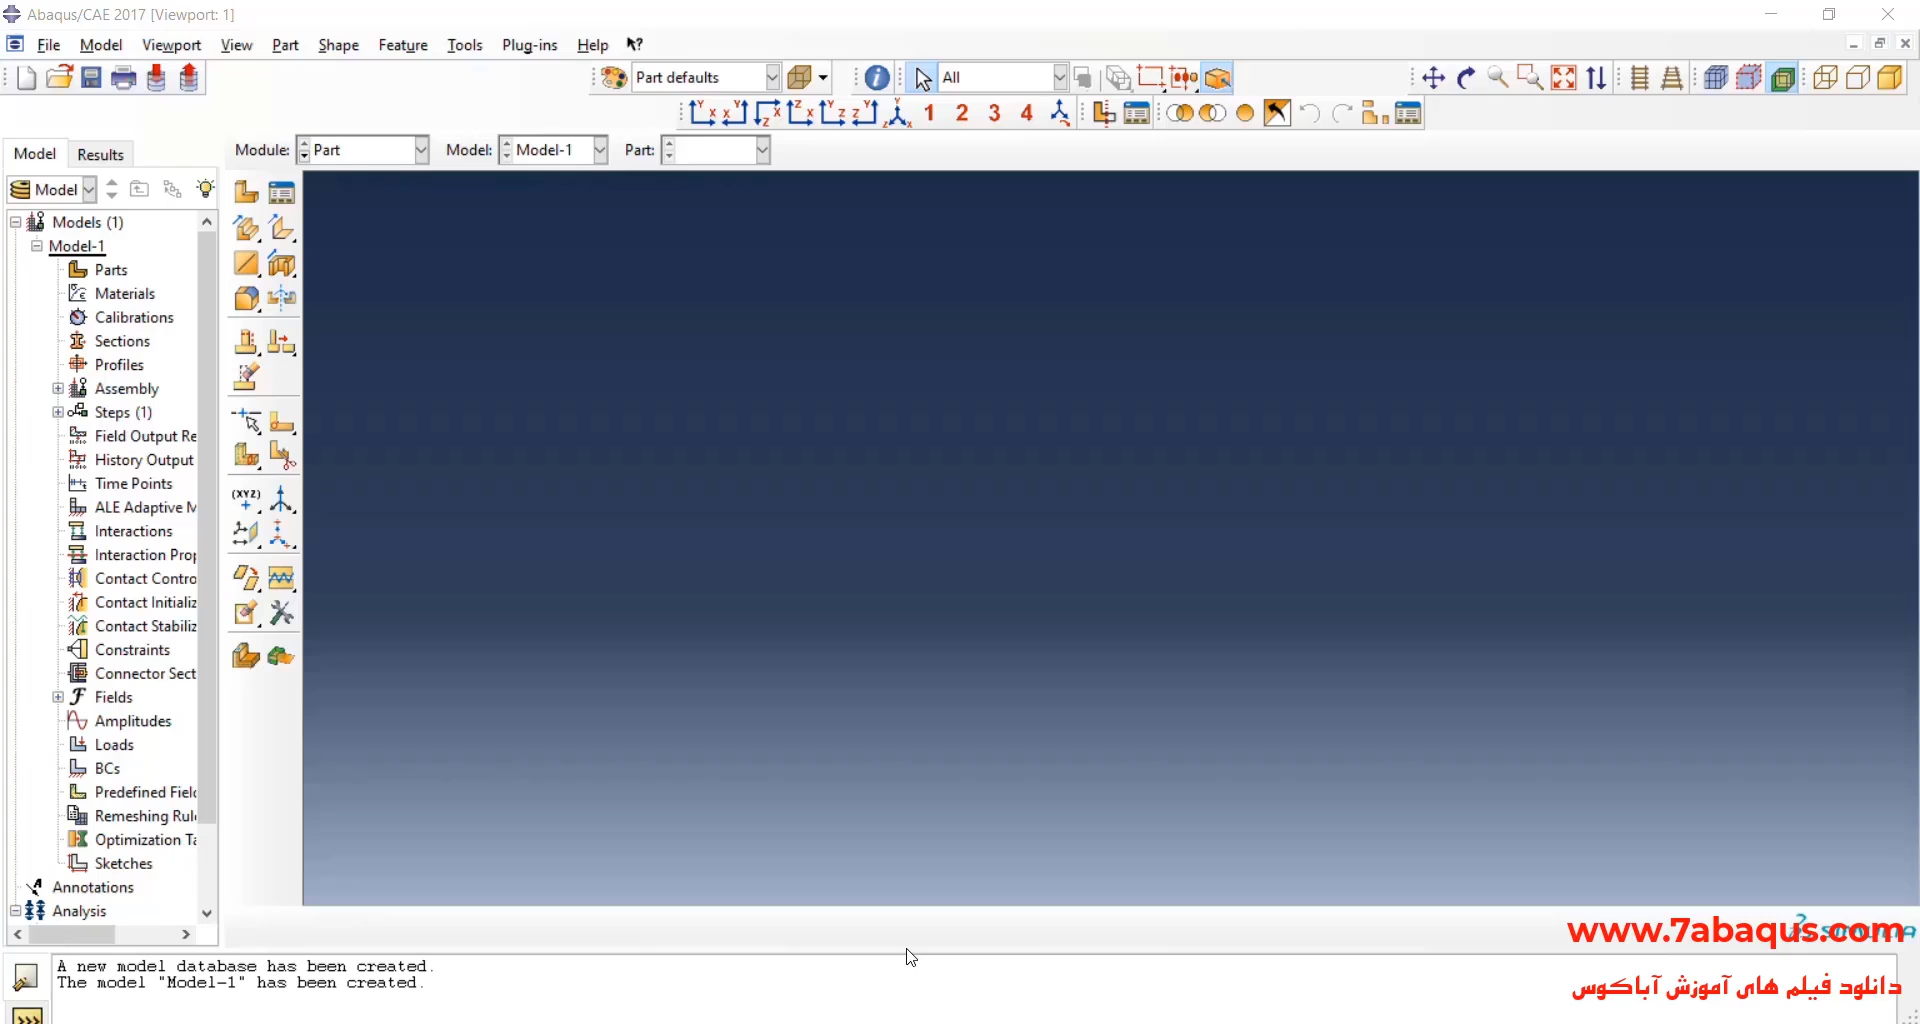 Abaqus/CAE 2017 [Viewport: 1]
File Model Viewport View Part Shape Feature Tools Plug-ins Help
Part defaults
All
1 2 3 4
Model Results
Module: Part Model: Model-1 Part:
Model
Models (1)
Model-1
Parts
Materials
Calibrations
Sections
Profiles
Assembly
Steps (1)
Field Output Re
History Output
Time Points
ALE Adaptive M
Interactions
Interaction Prop
Contact Contro
Contact Initializ
Contact Stabiliz
Constraints
Connector Sect
Fields
Amplitudes
Loads
BCs
Predefined Field
Remeshing Rule
Optimization Ta
Sketches
Annotations
Analysis
(XYZ)
www.7abaqus.com
دانلود فیلم های آموزش آباکوس
A new model database has been created.
The model "Model-1" has been created.